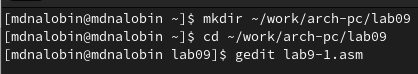 [mdnalobin@mdnalobin ~]$ mkdir ~/work/arch-pc/lab09
[mdnalobin@mdnalobin ~]$ cd ~/work/arch-pc/lab09
[mdnalobin@mdnalobin lab09]$ gedit lab9-1.asm